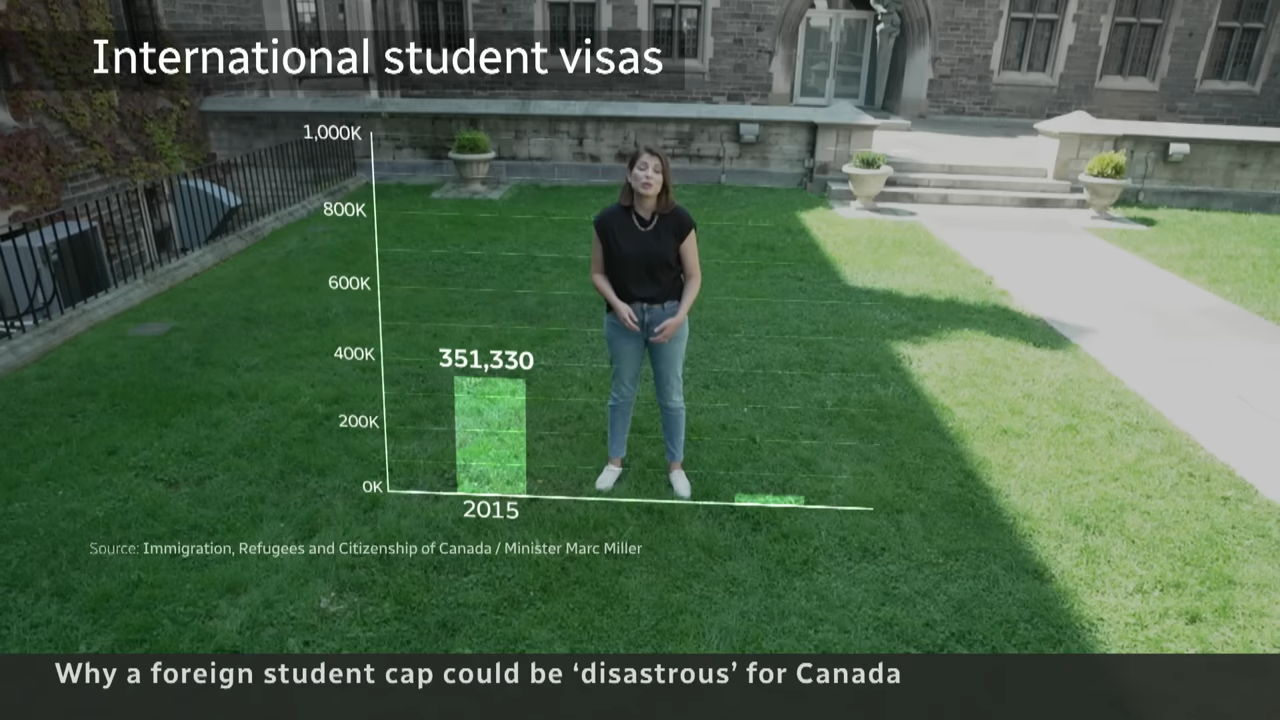 International student visas
1,000K
800K
600K
400K
200K
0K
351,330
2015
Source: Immigration, Refugees and Citizenship of Canada / Minister Marc Miller
Why a foreign student cap could be ‘disastrous’ for Canada